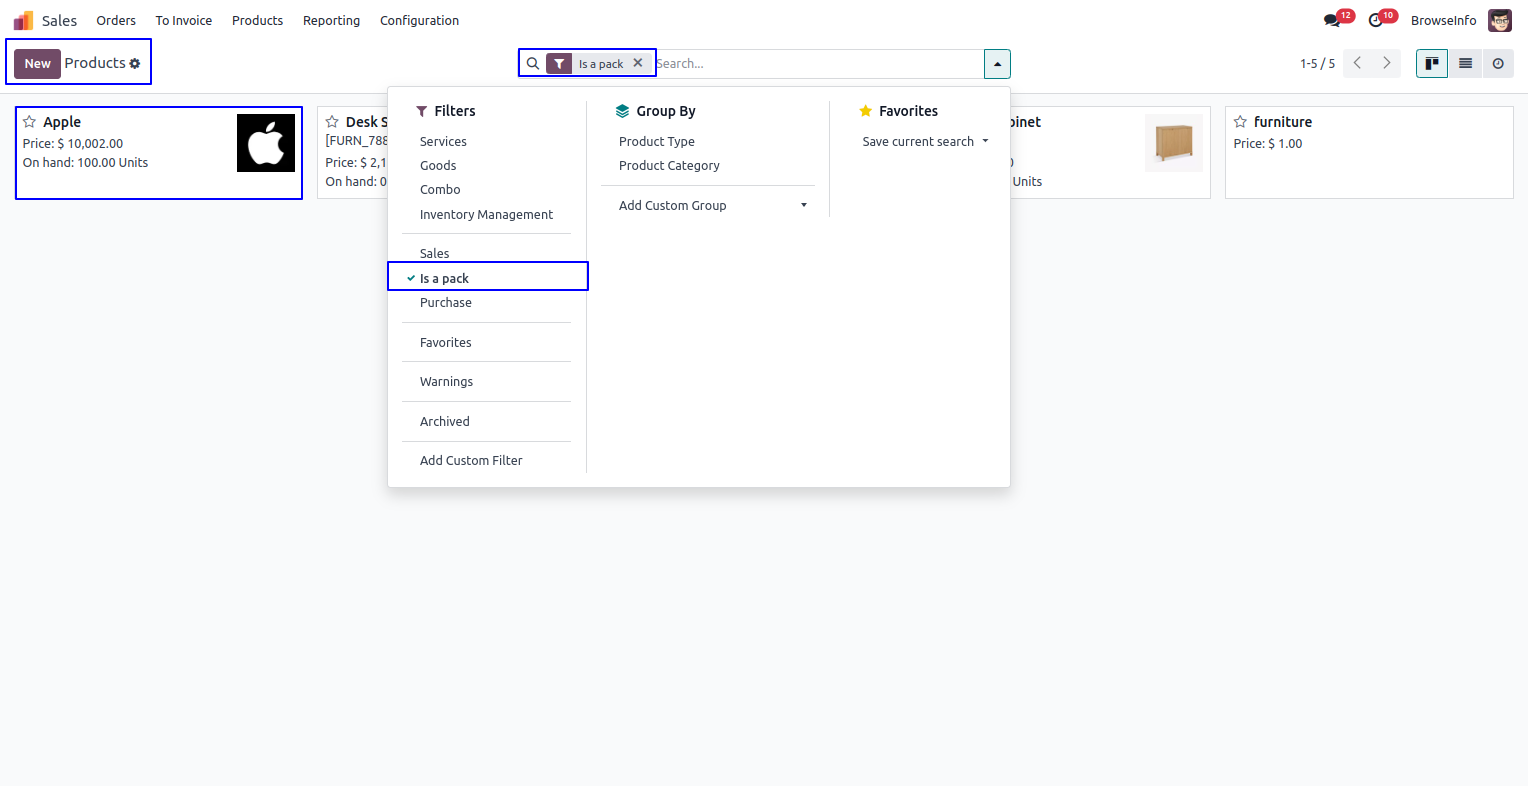 Sales Orders To Invoice Products Reporting Configuration 12 10 BrowseInfo
New Products Is a pack Search... 1-5 / 5
Apple
Price: $ 10,002.00
On hand: 100.00 Units
Desk S
[FURN_788
Price: $ 2,1
On hand: 0
Filters
Services
Goods
Combo
Inventory Management
Sales
Is a pack
Purchase
Favorites
Warnings
Archived
Add Custom Filter
Group By
Product Type
Product Category
Add Custom Group
Favorites
Save current search
binet
0
Units
furniture
Price: $ 1.00